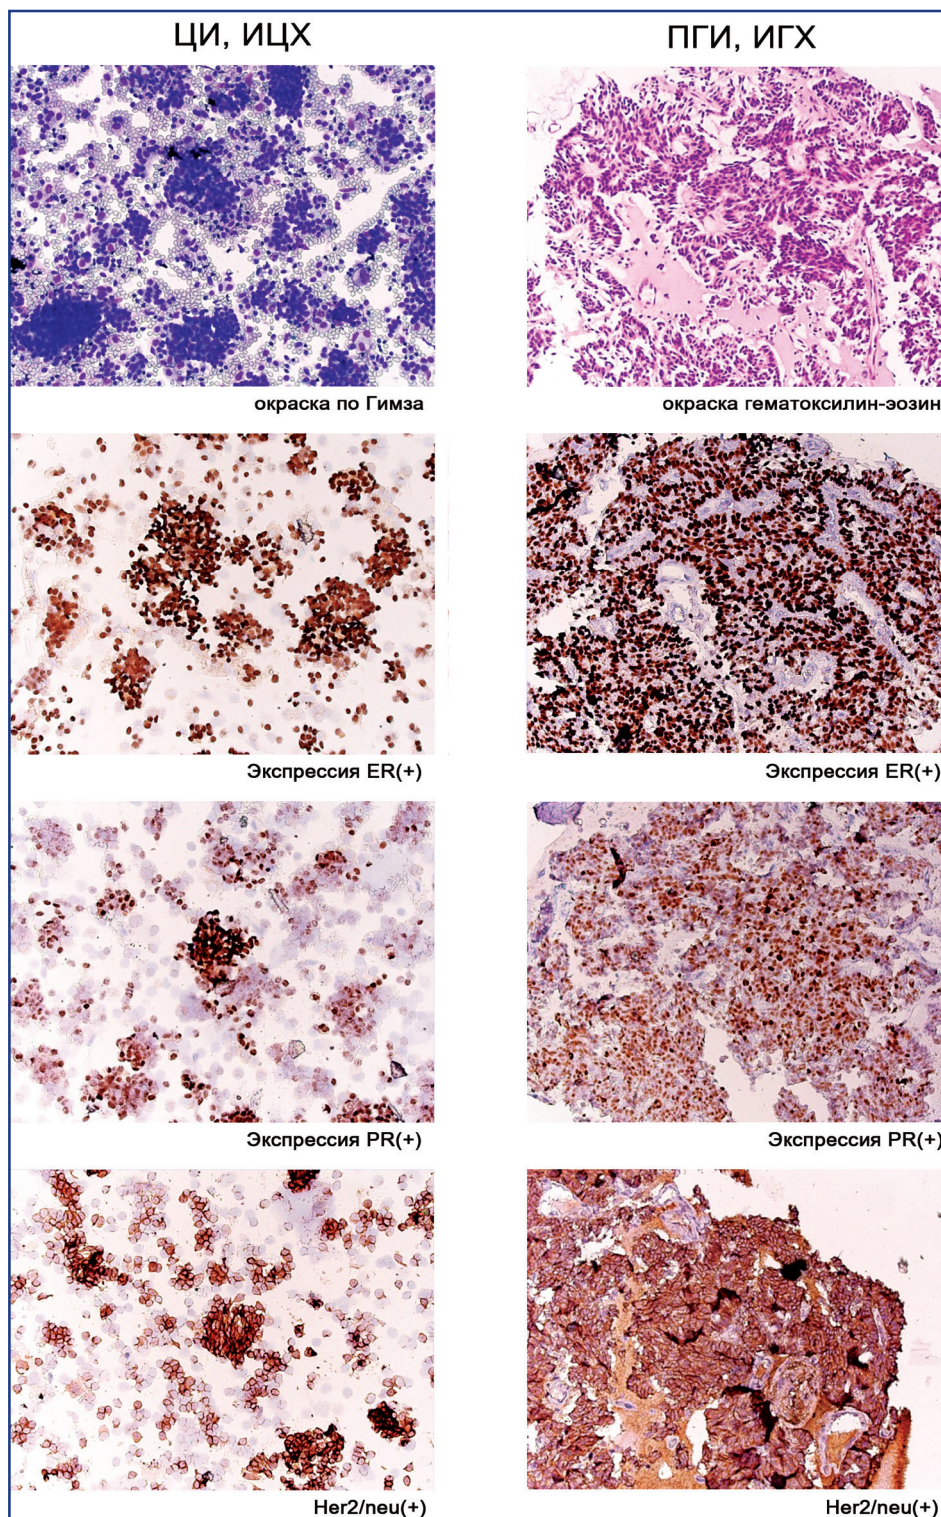 ЦИ, ИЦХ
ПГИ, ИГХ
окраска по Гимза
окраска гематоксилин-эозин
Экспрессия ER(+)
Экспрессия ER(+)
Экспрессия PR(+)
Экспрессия PR(+)
Her2/neu(+)
Her2/neu(+)